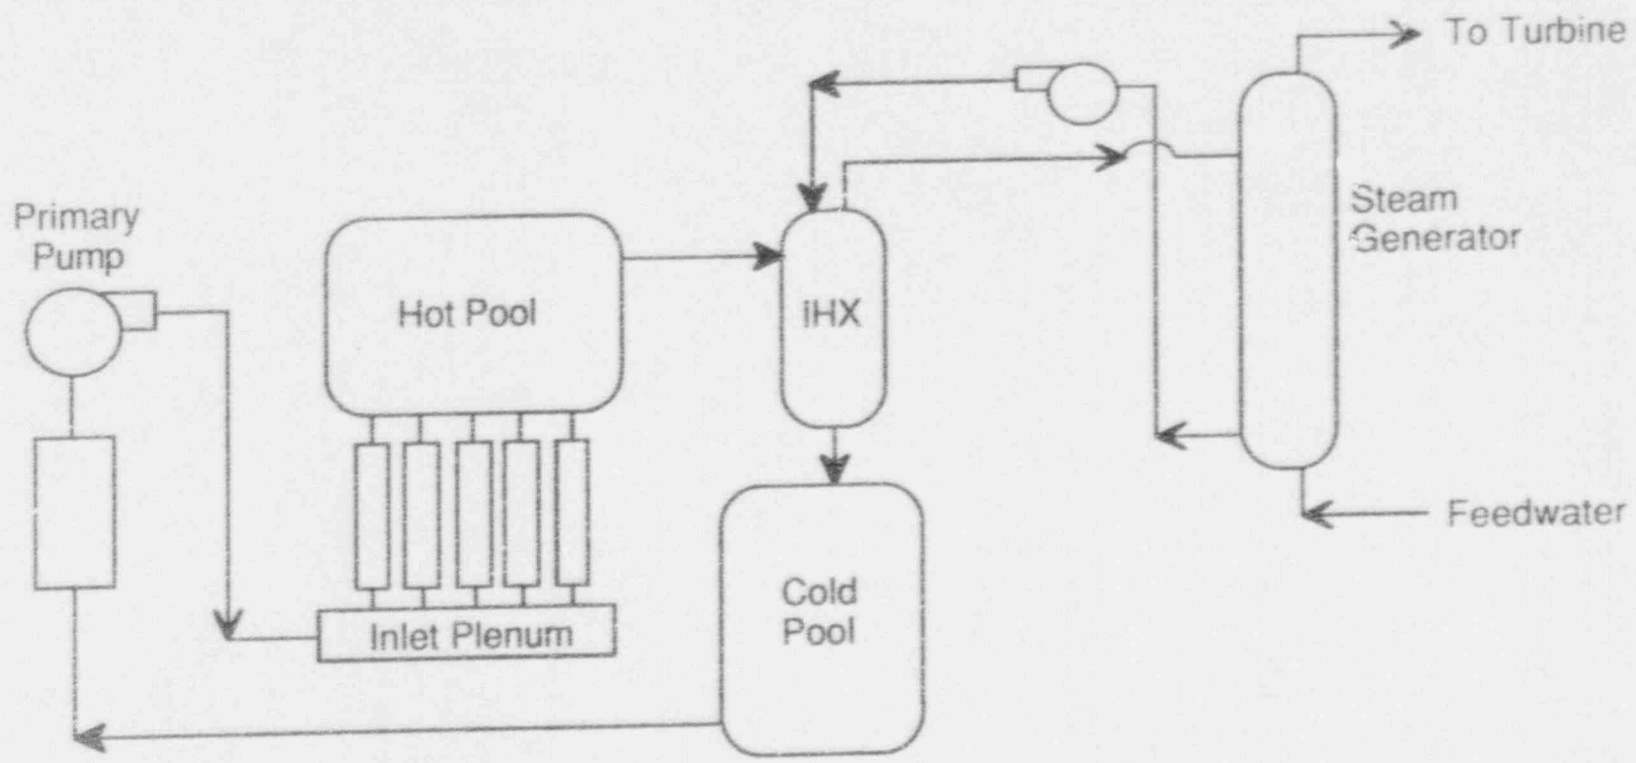 To Turbine
Primary
Pump
Steam
Generator
Hot Pool
iHX
Feedwater
Cold
Pool
Inlet Plenum